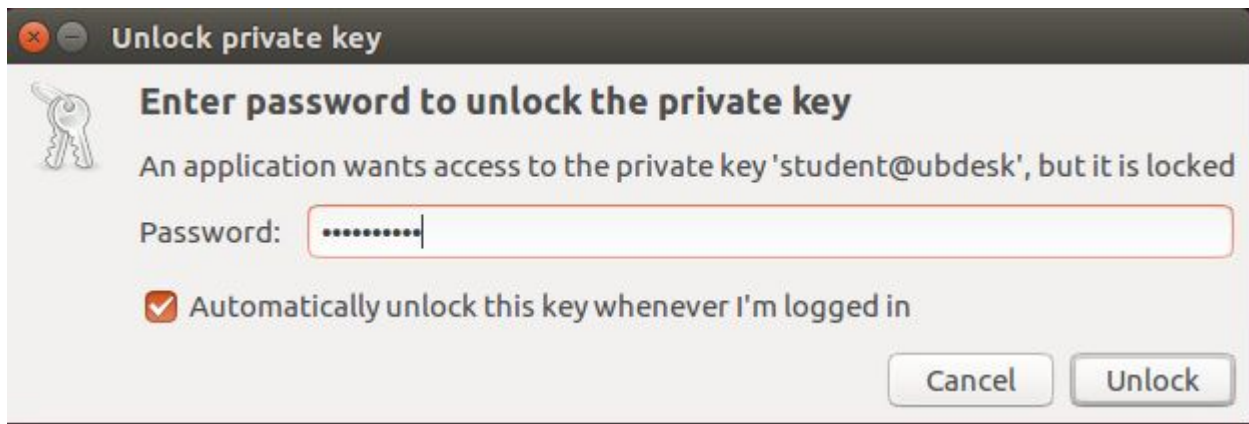 Unlock private key
Enter password to unlock the private key
An application wants access to the private key 'student@ubdesk', but it is locked
Password: ••••••••••
Automatically unlock this key whenever I'm logged in
Cancel Unlock